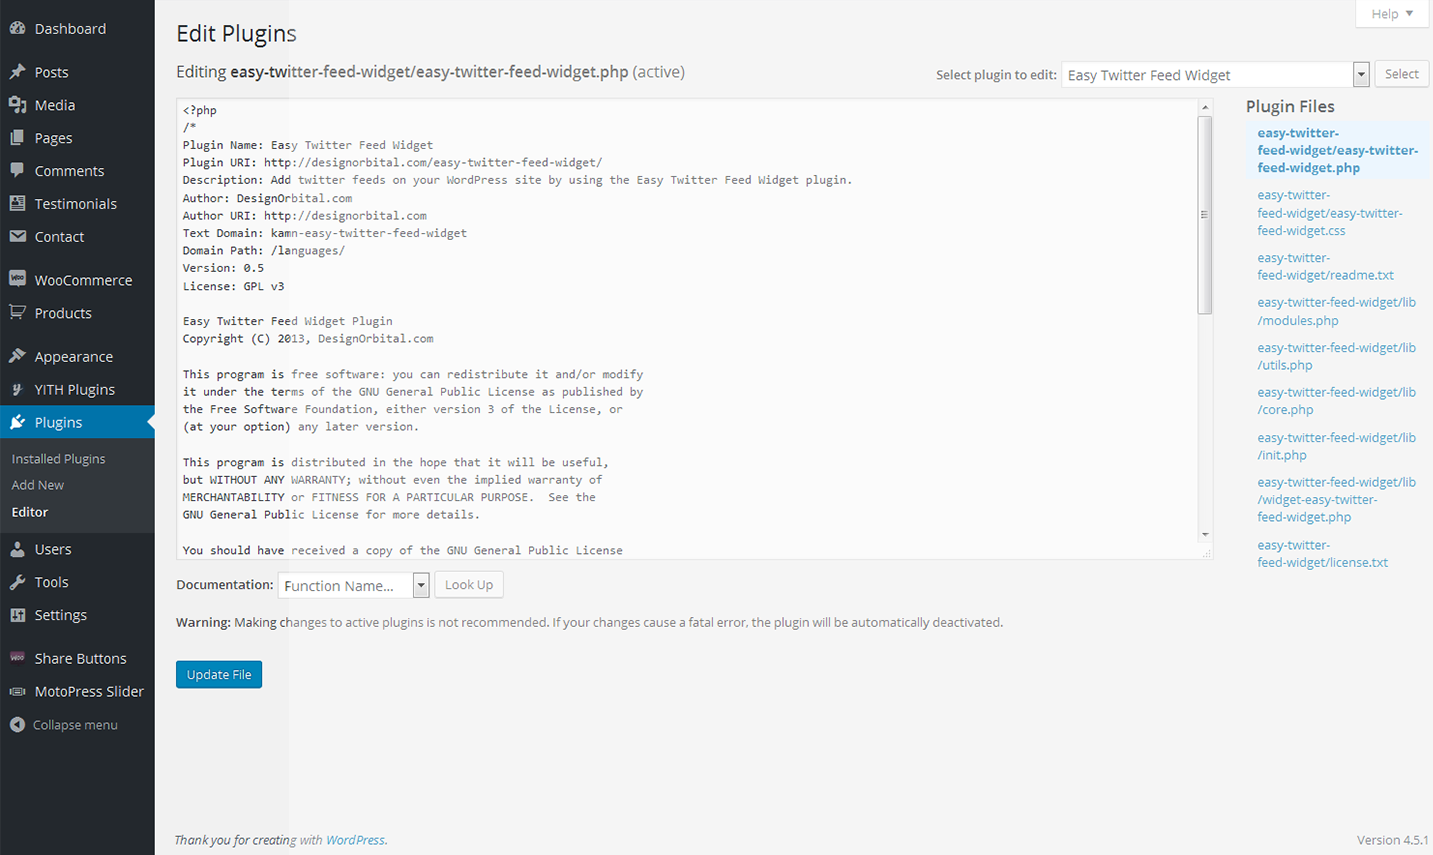 Dashboard
Posts
Media
Pages
Comments
Testimonials
Contact
WooCommerce
Products
Appearance
YITH Plugins
Plugins
Installed Plugins
Add New
Editor
Users
Tools
Settings
Share Buttons
MotoPress Slider
Collapse menu
Help
Edit Plugins
Editing easy-twitter-feed-widget/easy-twitter-feed-widget.php (active)
Select plugin to edit: Easy Twitter Feed Widget Select
<?php
/*
Plugin Name: Easy Twitter Feed Widget
Plugin URI: http://designorbital.com/easy-twitter-feed-widget/
Description: Add twitter feeds on your WordPress site by using the Easy Twitter Feed Widget plugin.
Author: DesignOrbital.com
Author URI: http://designorbital.com
Text Domain: kamn-easy-twitter-feed-widget
Domain Path: /languages/
Version: 0.5
License: GPL v3
Easy Twitter Feed Widget Plugin
Copyright (C) 2013, DesignOrbital.com
This program is free software: you can redistribute it and/or modify
it under the terms of the GNU General Public License as published by
the Free Software Foundation, either version 3 of the License, or
(at your option) any later version.
This program is distributed in the hope that it will be useful,
but WITHOUT ANY WARRANTY; without even the implied warranty of
MERCHANTABILITY or FITNESS FOR A PARTICULAR PURPOSE.  See the
GNU General Public License for more details.
You should have received a copy of the GNU General Public License
Plugin Files
easy-twitter-
feed-widget/easy-twitter-
feed-widget.php
easy-twitter-
feed-widget/easy-twitter-
feed-widget.css
easy-twitter-
feed-widget/readme.txt
easy-twitter-feed-widget/lib
/modules.php
easy-twitter-feed-widget/lib
/utils.php
easy-twitter-feed-widget/lib
/core.php
easy-twitter-feed-widget/lib
/init.php
easy-twitter-feed-widget/lib
/widget-easy-twitter-
feed-widget.php
easy-twitter-
feed-widget/license.txt
Documentation: Function Name... Look Up
Warning: Making changes to active plugins is not recommended. If your changes cause a fatal error, the plugin will be automatically deactivated.
Update File
Thank you for creating with WordPress.
Version 4.5.1